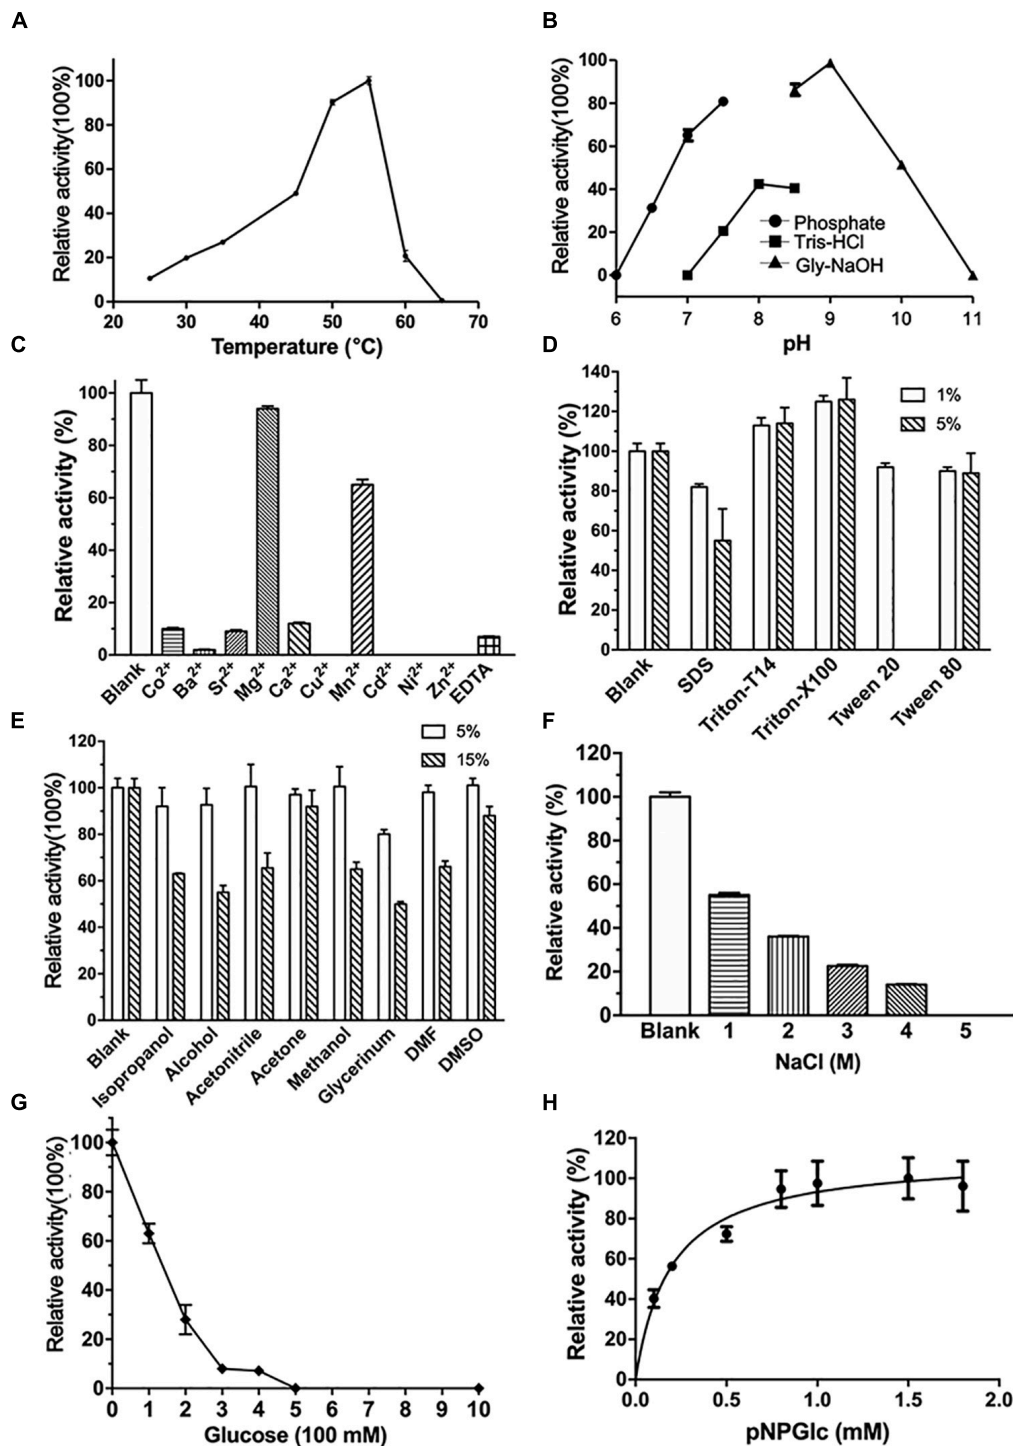 A
Relative activity(100%)
100
80
60
40
20
0
20 30 40 50 60 70
Temperature (°C)
B
Relative activity(100%)
100
80
60
40
20
0
Phosphate
Tris-HCl
Gly-NaOH
6 7 8 9 10 11
pH
C
Relative activity (%)
100
80
60
40
20
0
Blank Co²⁺ Ba²⁺ Sr²⁺ Mg²⁺ Ca²⁺ Cu²⁺ Mn²⁺ Cd²⁺ Ni²⁺ Zn²⁺ EDTA
D
Relative activity (%)
140
120
100
80
60
40
20
0
1%
5%
Blank SDS Triton-T14 Triton-X100 Tween 20 Tween 80
E
Relative activity(100%)
120
100
80
60
40
20
0
5%
15%
Blank Isopropanol Alcohol Acetonitrile Acetone Methanol Glycerinum DMF DMSO
F
Relative activity (%)
120
100
80
60
40
20
0
Blank 1 2 3 4 5
NaCl (M)
G
Relative activity(100%)
100
80
60
40
20
0
0 1 2 3 4 5 6 7 8 9 10
Glucose (100 mM)
H
Relative activity (%)
120
100
80
60
40
20
0
0.0 0.5 1.0 1.5 2.0
pNPGlc (mM)